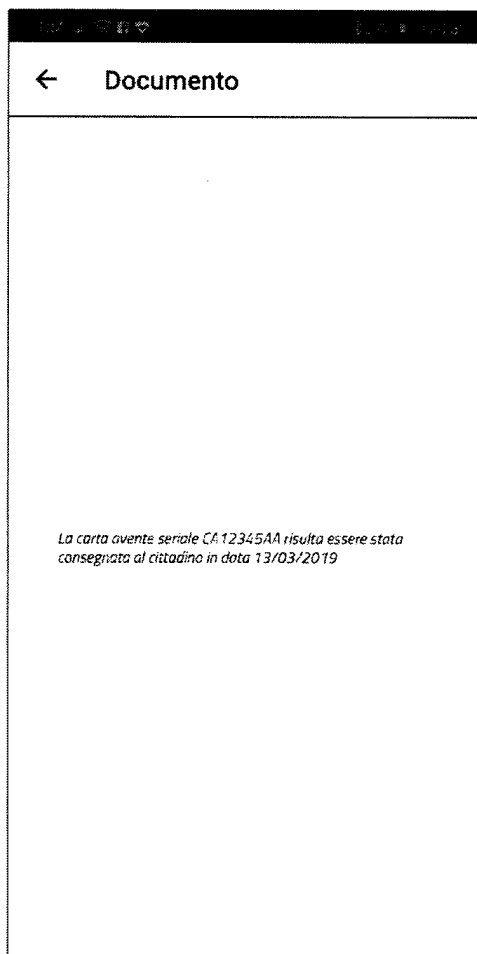 Documento
La carta avente seriale CA12345AA risulta essere stata
consegnata al cittadino in data 13/03/2019